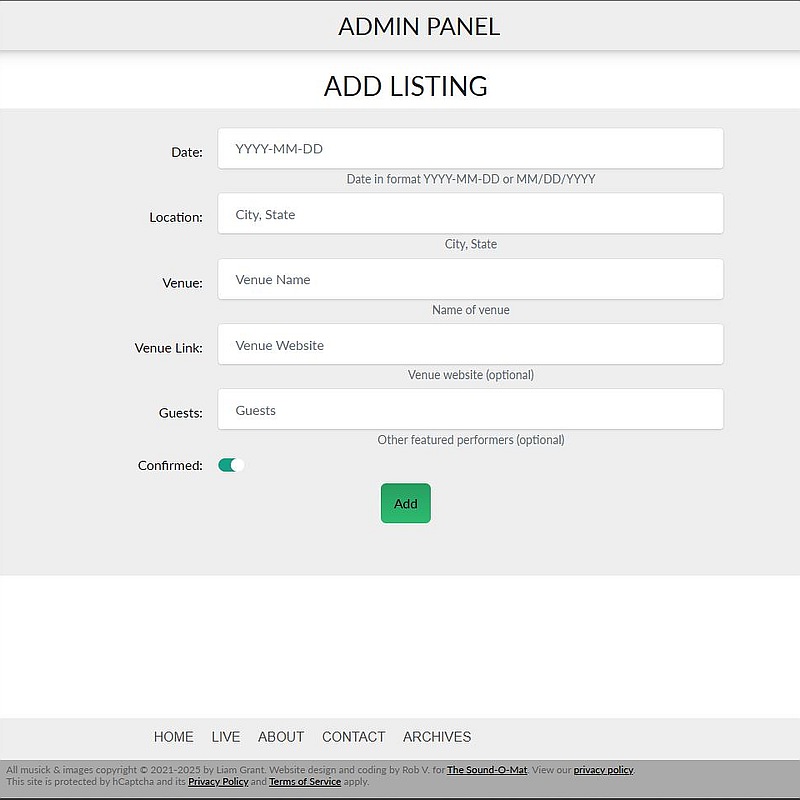 ADMIN PANEL
ADD LISTING
Date:
YYYY-MM-DD
Date in format YYYY-MM-DD or MM/DD/YYYY
Location:
City, State
City, State
Venue:
Venue Name
Name of venue
Venue Link:
Venue Website
Venue website (optional)
Guests:
Guests
Other featured performers (optional)
Confirmed:
Add
HOME LIVE ABOUT CONTACT ARCHIVES
All musick & images copyright © 2021-2025 by Liam Grant. Website design and coding by Rob V. for The Sound-O-Mat. View our privacy policy.
This site is protected by hCaptcha and its Privacy Policy and Terms of Service apply.